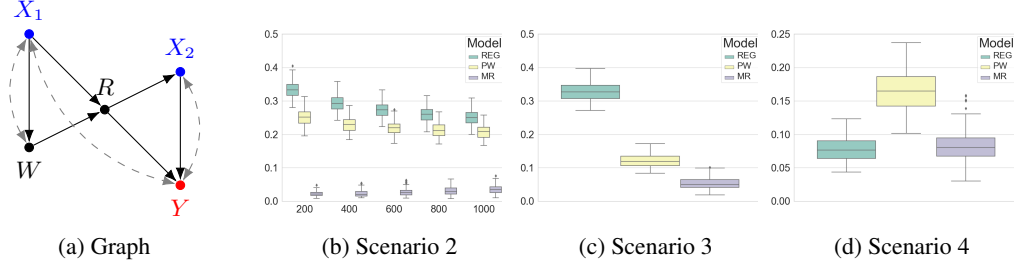 X1
X2
R
W
Y
(a) Graph
0.5
0.4
0.3
0.2
0.1
0.0
200 400 600 800 1000
Model
REG
PW
MR
(b) Scenario 2
0.5
0.4
0.3
0.2
0.1
0.0
Model
REG
PW
MR
(c) Scenario 3
0.25
0.20
0.15
0.10
0.05
0.00
Model
REG
PW
MR
(d) Scenario 4